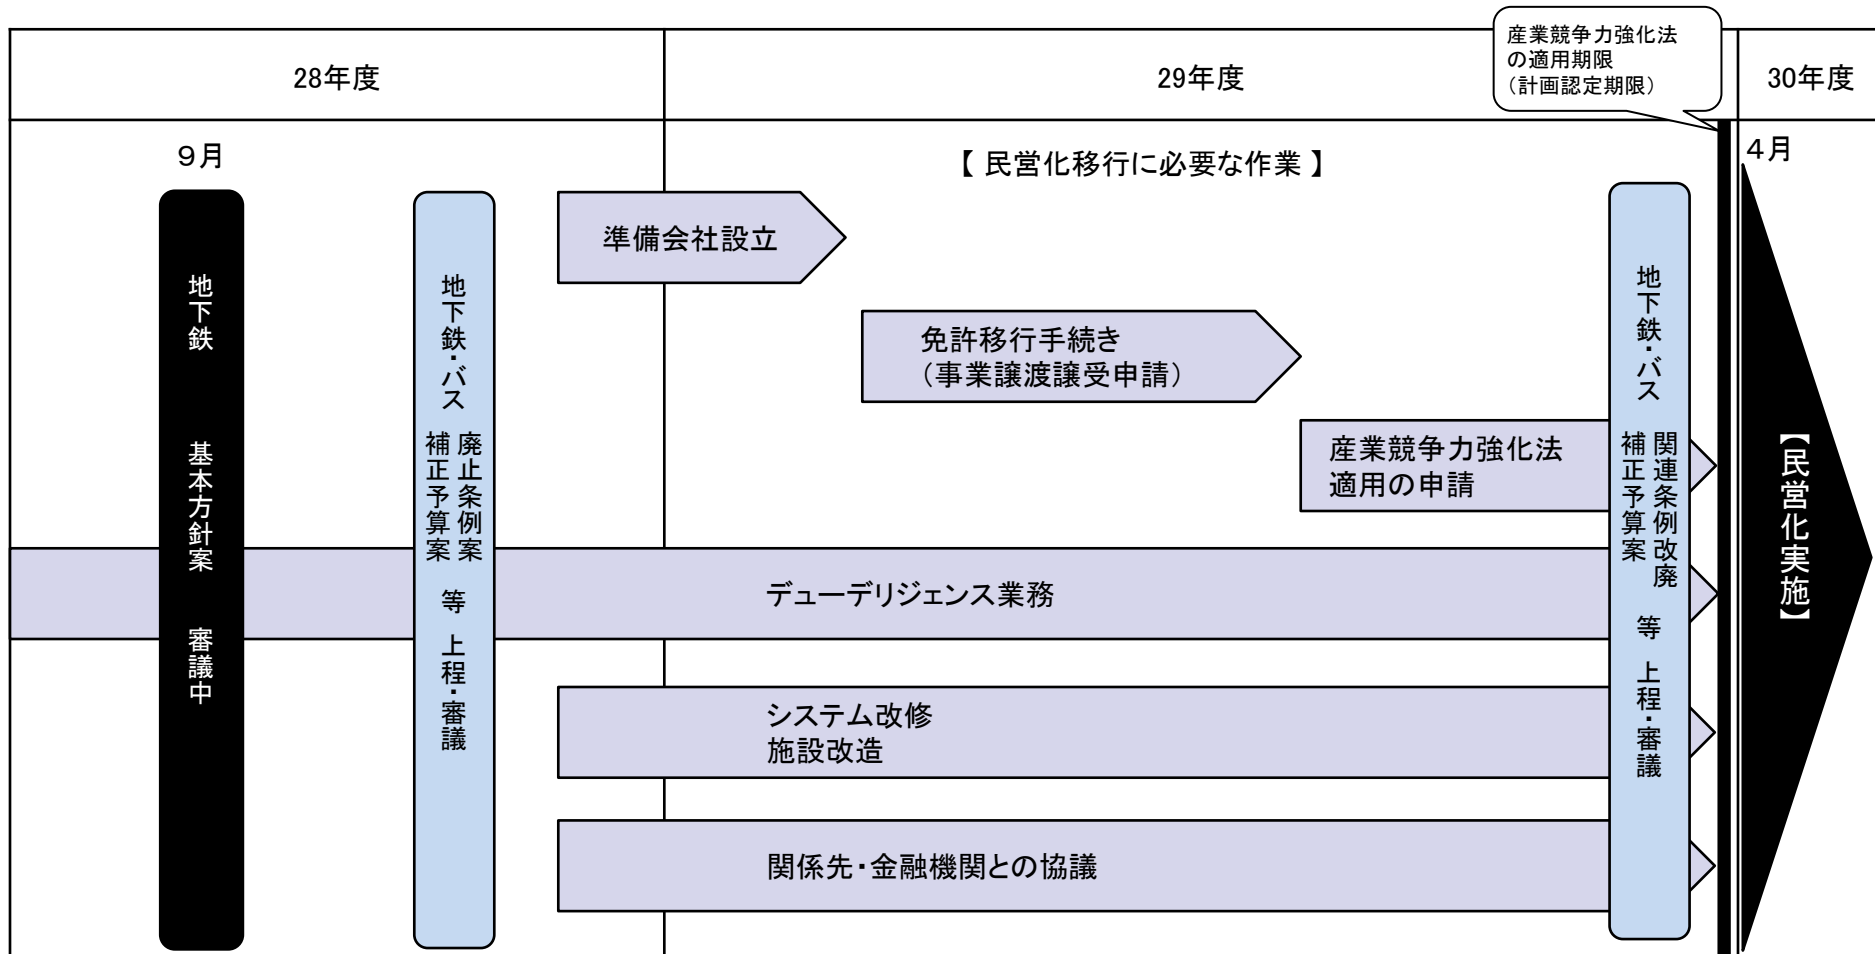 産業競争力強化法
の適用期限
（計画認定期限）
28年度
29年度
30年度
９月
【 民営化移行に必要な作業 】
４月
地下鉄　基本方針案　審議中
地下鉄・バス　廃止条例案
補正予算案　等　上程・審議
準備会社設立
免許移行手続き
（事業譲渡譲受申請）
産業競争力強化法
適用の申請
デューデリジェンス業務
システム改修
施設改造
関係先・金融機関との協議
地下鉄・バス　関連条例改廃
補正予算案　等　上程・審議
【民営化実施】